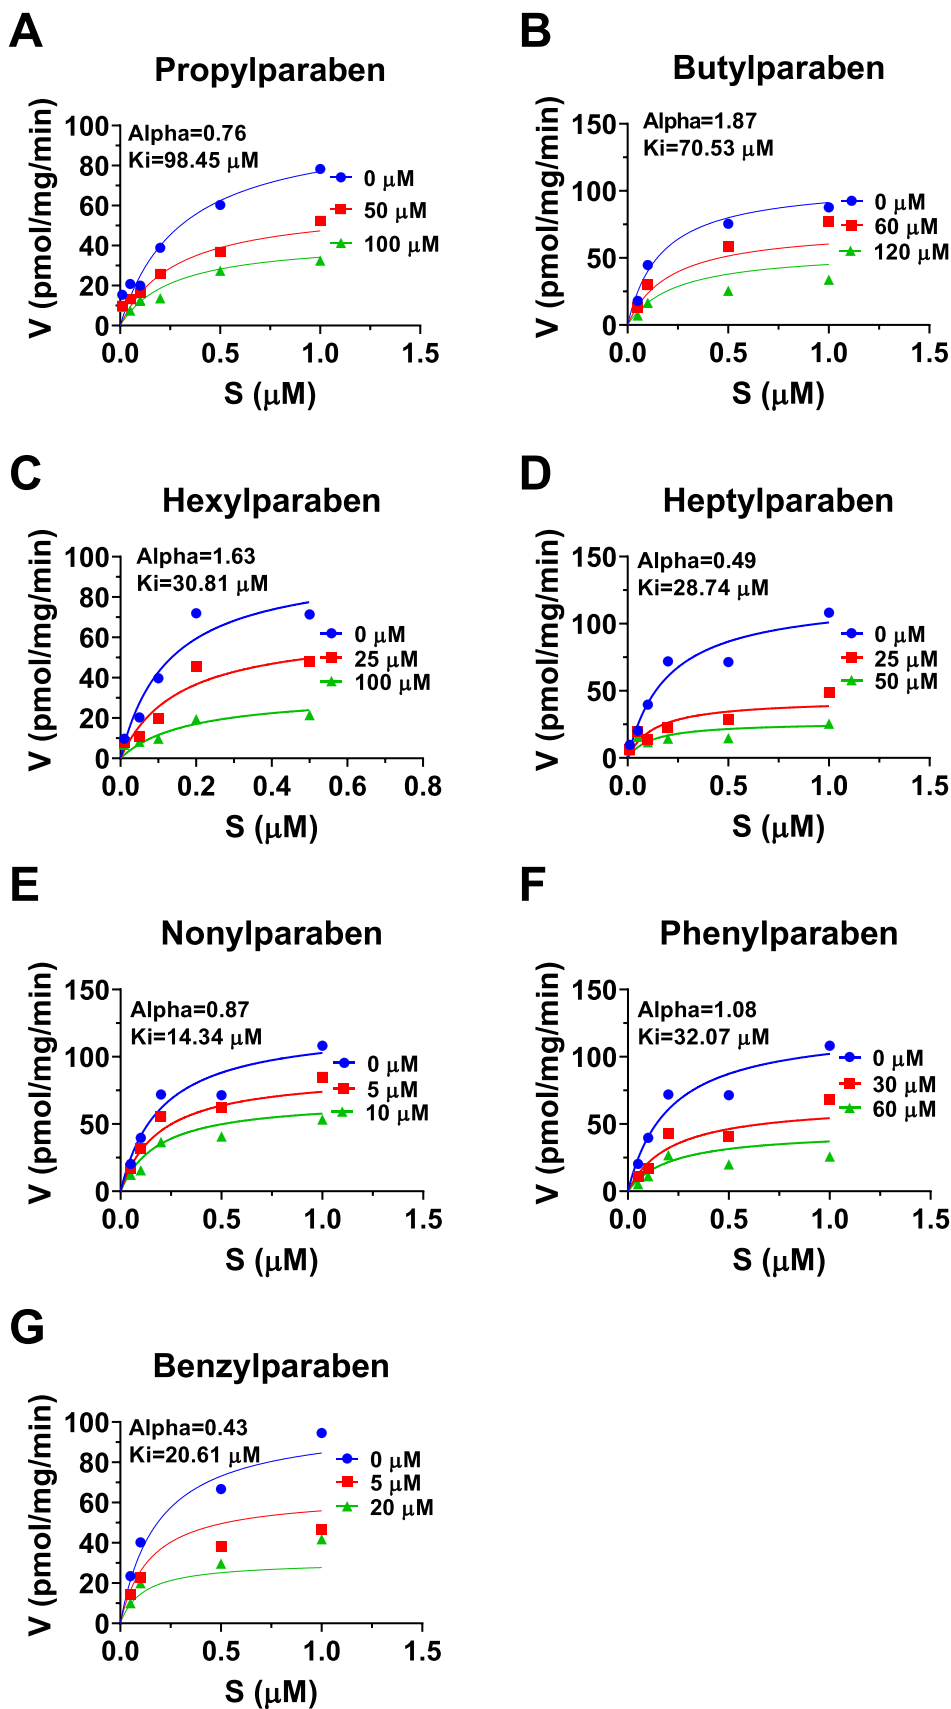 A
Propylparaben
Alpha=0.76
Ki=98.45 μM
V (pmol/mg/min)
100
80
60
40
20
0
0 μM
50 μM
100 μM
0.0 0.5 1.0 1.5
S (μM)
B
Butylparaben
Alpha=1.87
Ki=70.53 μM
V (pmol/mg/min)
150
100
50
0
0 μM
60 μM
120 μM
0.0 0.5 1.0 1.5
S (μM)
C
Hexylparaben
Alpha=1.63
Ki=30.81 μM
V (pmol/mg/min)
100
80
60
40
20
0
0 μM
25 μM
100 μM
0.0 0.2 0.4 0.6 0.8
S (μM)
D
Heptylparaben
Alpha=0.49
Ki=28.74 μM
V (pmol/mg/min)
150
100
50
0
0 μM
25 μM
50 μM
0.0 0.5 1.0 1.5
S (μM)
E
Nonylparaben
Alpha=0.87
Ki=14.34 μM
V (pmol/mg/min)
150
100
50
0
0 μM
5 μM
10 μM
0.0 0.5 1.0 1.5
S (μM)
F
Phenylparaben
Alpha=1.08
Ki=32.07 μM
V (pmol/mg/min)
150
100
50
0
0 μM
30 μM
60 μM
0.0 0.5 1.0 1.5
S (μM)
G
Benzylparaben
Alpha=0.43
Ki=20.61 μM
V (pmol/mg/min)
100
80
60
40
20
0
0 μM
5 μM
20 μM
0.0 0.5 1.0 1.5
S (μM)